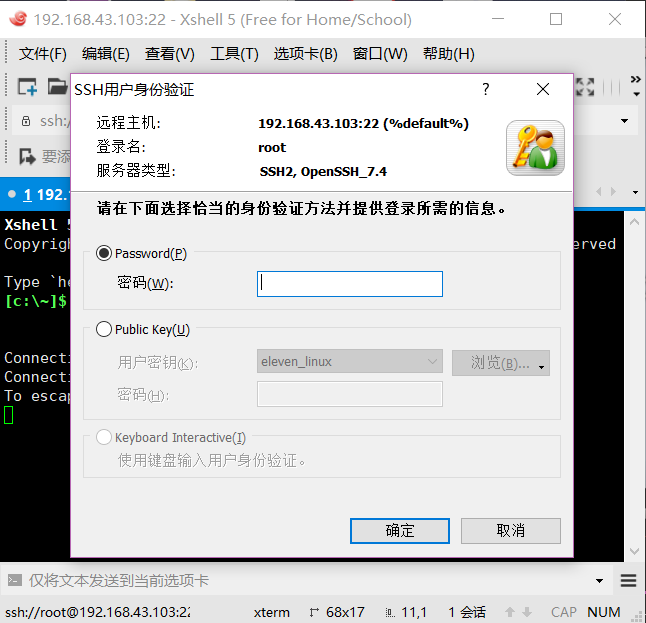 192.168.43.103:22 - Xshell 5 (Free for Home/School)
文件(F) 编辑(E) 查看(V) 工具(T) 选项卡(B) 窗口(W) 帮助(H)
ssh:/
要添
1 192.
SSH用户身份验证 ?
远程主机: 192.168.43.103:22 (%default%)
登录名: root
服务器类型: SSH2, OpenSSH_7.4
请在下面选择恰当的身份验证方法并提供登录所需的信息。
Password(P)
密码(W):
Public Key(U)
用户密钥(K): eleven_linux 浏览(B)...
密码(H):
Keyboard Interactive(I)
使用键盘输入用户身份验证。
确定 取消
Xshell 5
Copyrigh erved
Type `he
[c:\~]$
Connecti
Connecti
To escap
仅将文本发送到当前选项卡
ssh://root@192.168.43.103:22 xterm 68x17 11,1 1 会话 CAP NUM